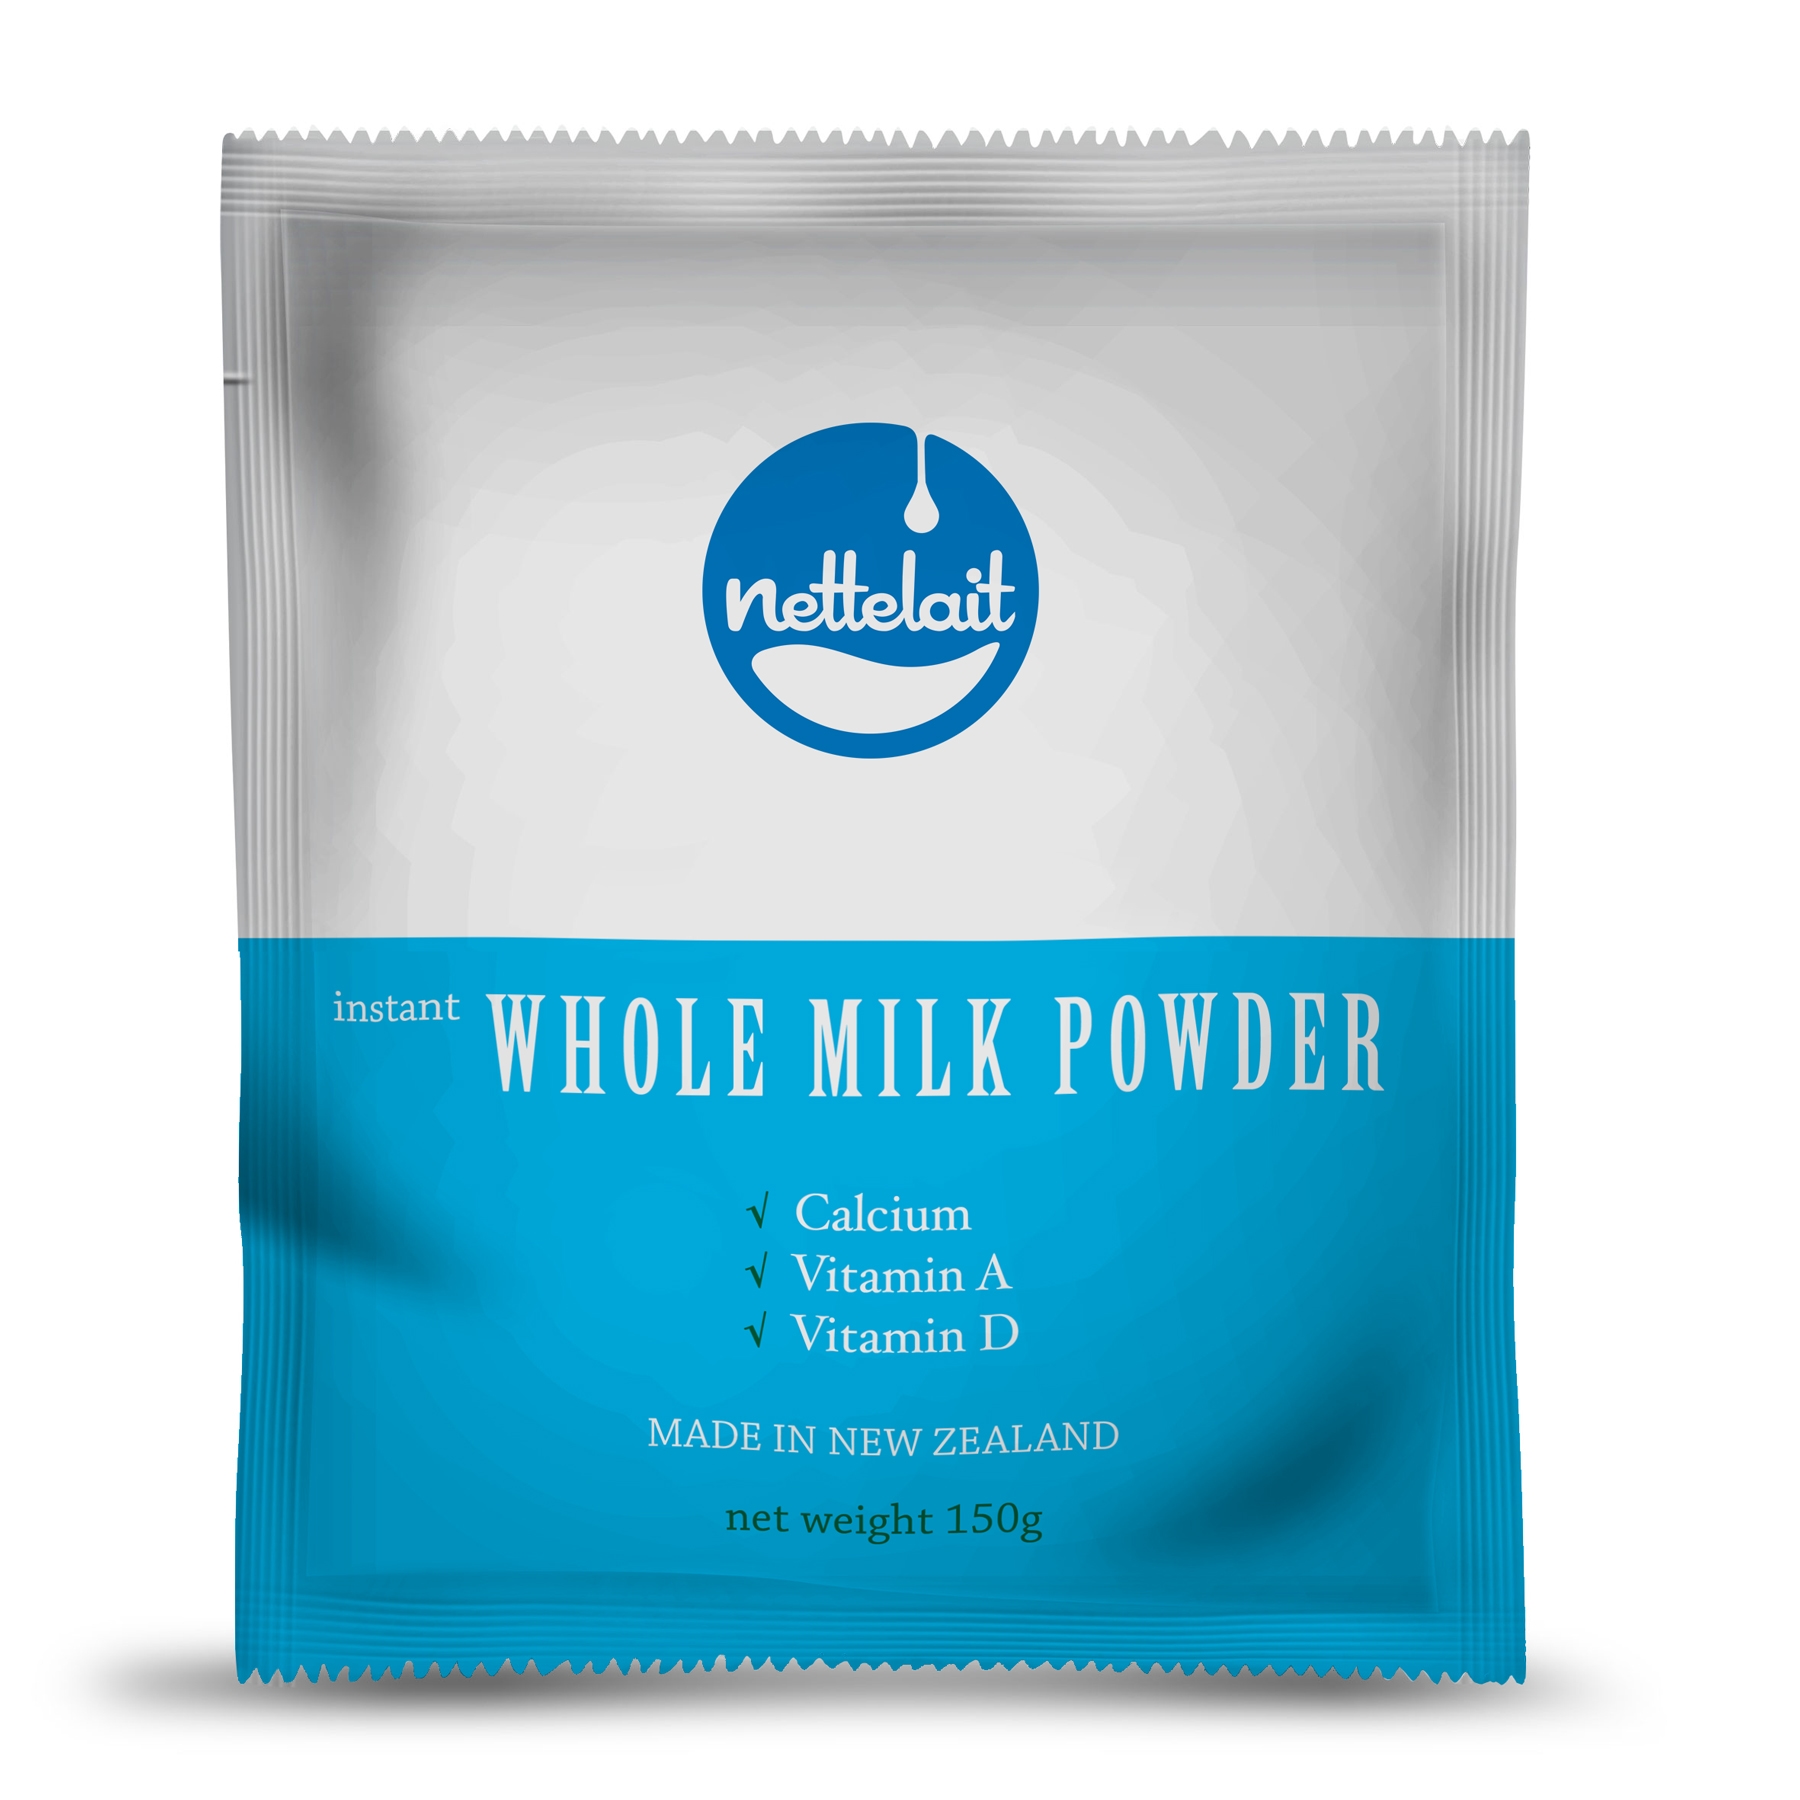 nettelait
instant WHOLE MILK POWDER
√ Calcium
√ Vitamin A
√ Vitamin D
MADE IN NEW ZEALAND
net weight 150g